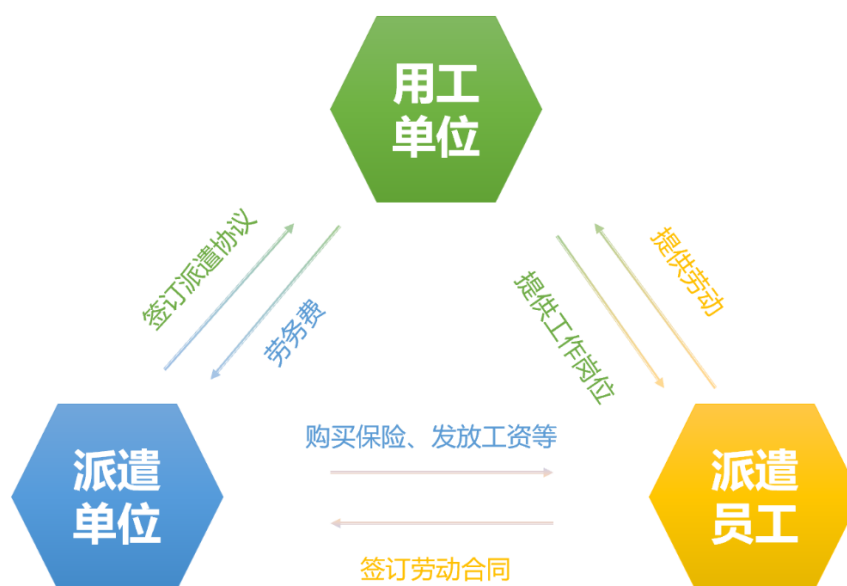 用工
单位
签订派遣协议
劳务费
提供工作岗位
提供劳动
购买保险、发放工资等
派遣
单位
派遣
员工
签订劳动合同